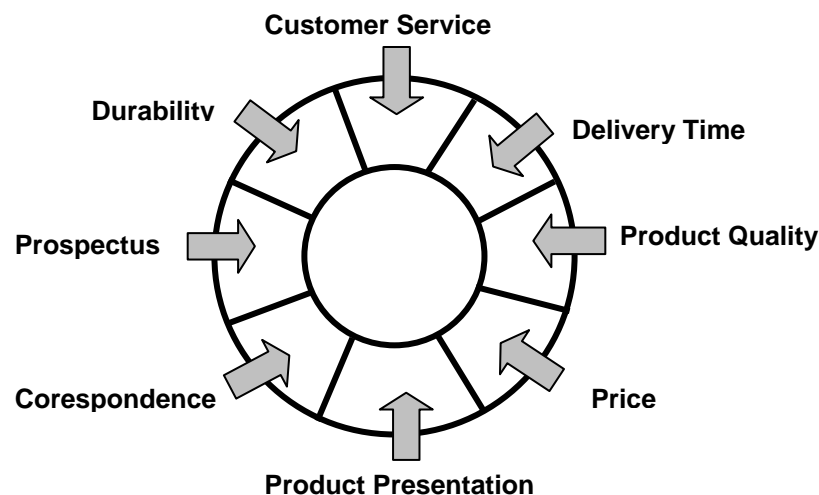 Customer Service
Durability
Delivery Time
Prospectus
Product Quality
Corespondence
Price
Product Presentation